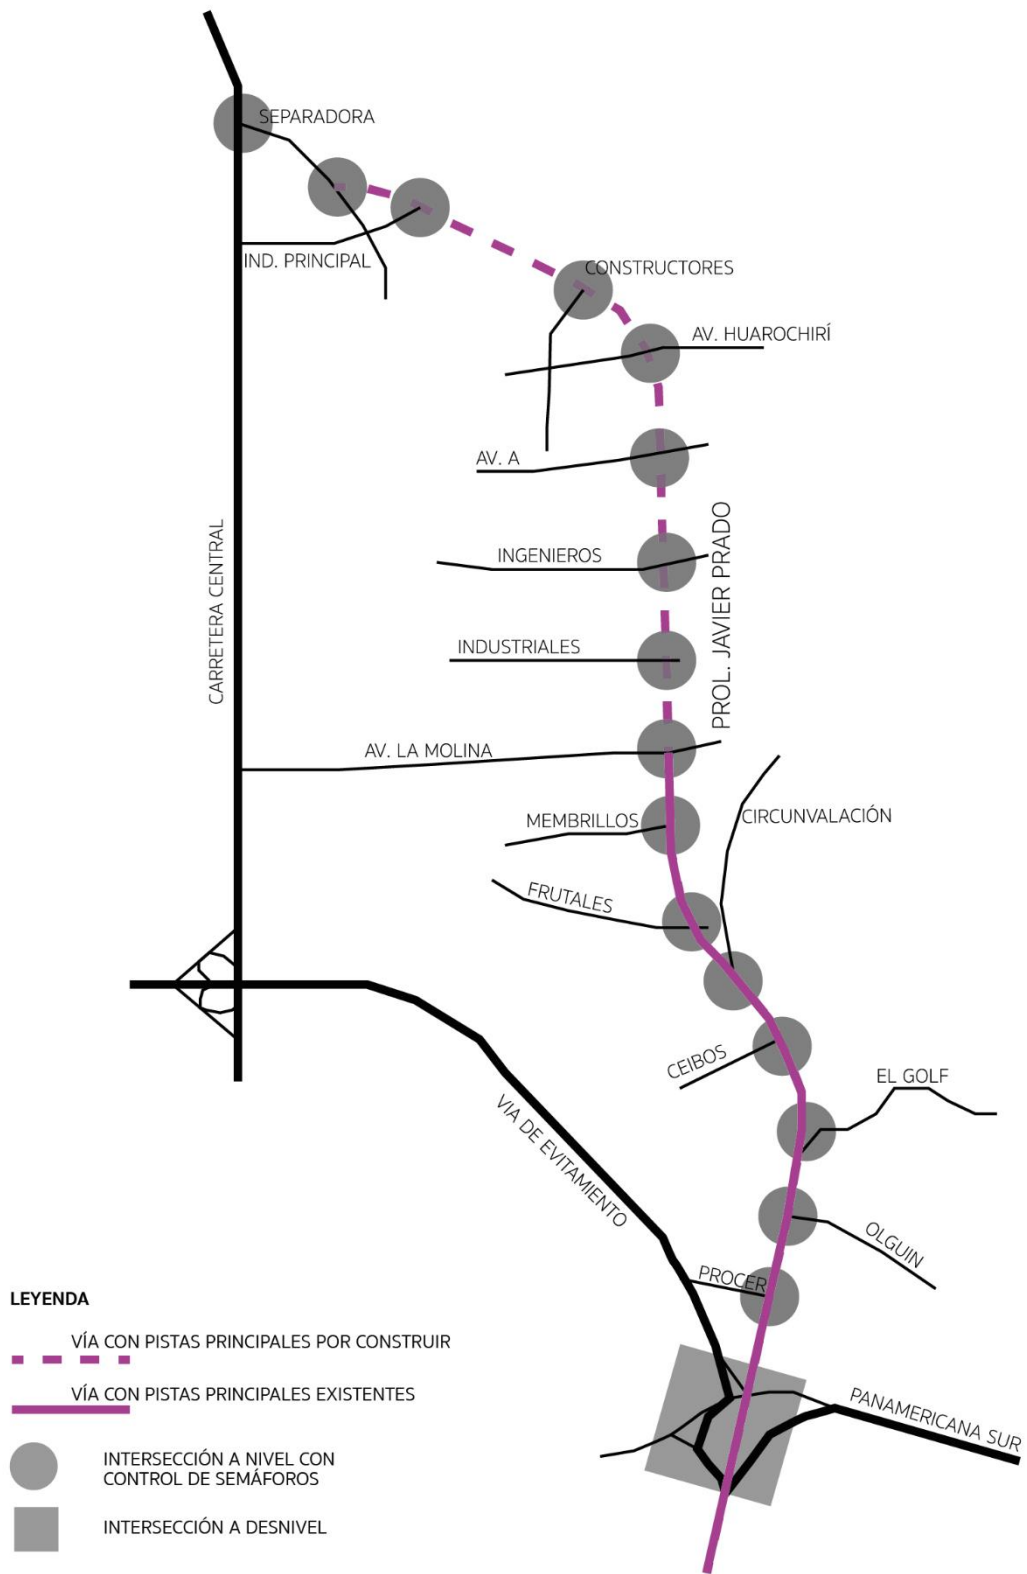 SEPARADORA
IND. PRINCIPAL
CONSTRUCTORES
AV. HUAROCHIRÍ
AV. A
CARRETERA CENTRAL
INGENIEROS
PROL. JAVIER PRADO
INDUSTRIALES
AV. LA MOLINA
MEMBRILLOS
CIRCUNVALACIÓN
FRUTALES
CEIBOS
EL GOLF
VIA DE EVITAMIENTO
OLGUIN
PROCER
PANAMERICANA SUR
LEYENDA
VÍA CON PISTAS PRINCIPALES POR CONSTRUIR
VÍA CON PISTAS PRINCIPALES EXISTENTES
INTERSECCIÓN A NIVEL CON
CONTROL DE SEMÁFOROS
INTERSECCIÓN A DESNIVEL